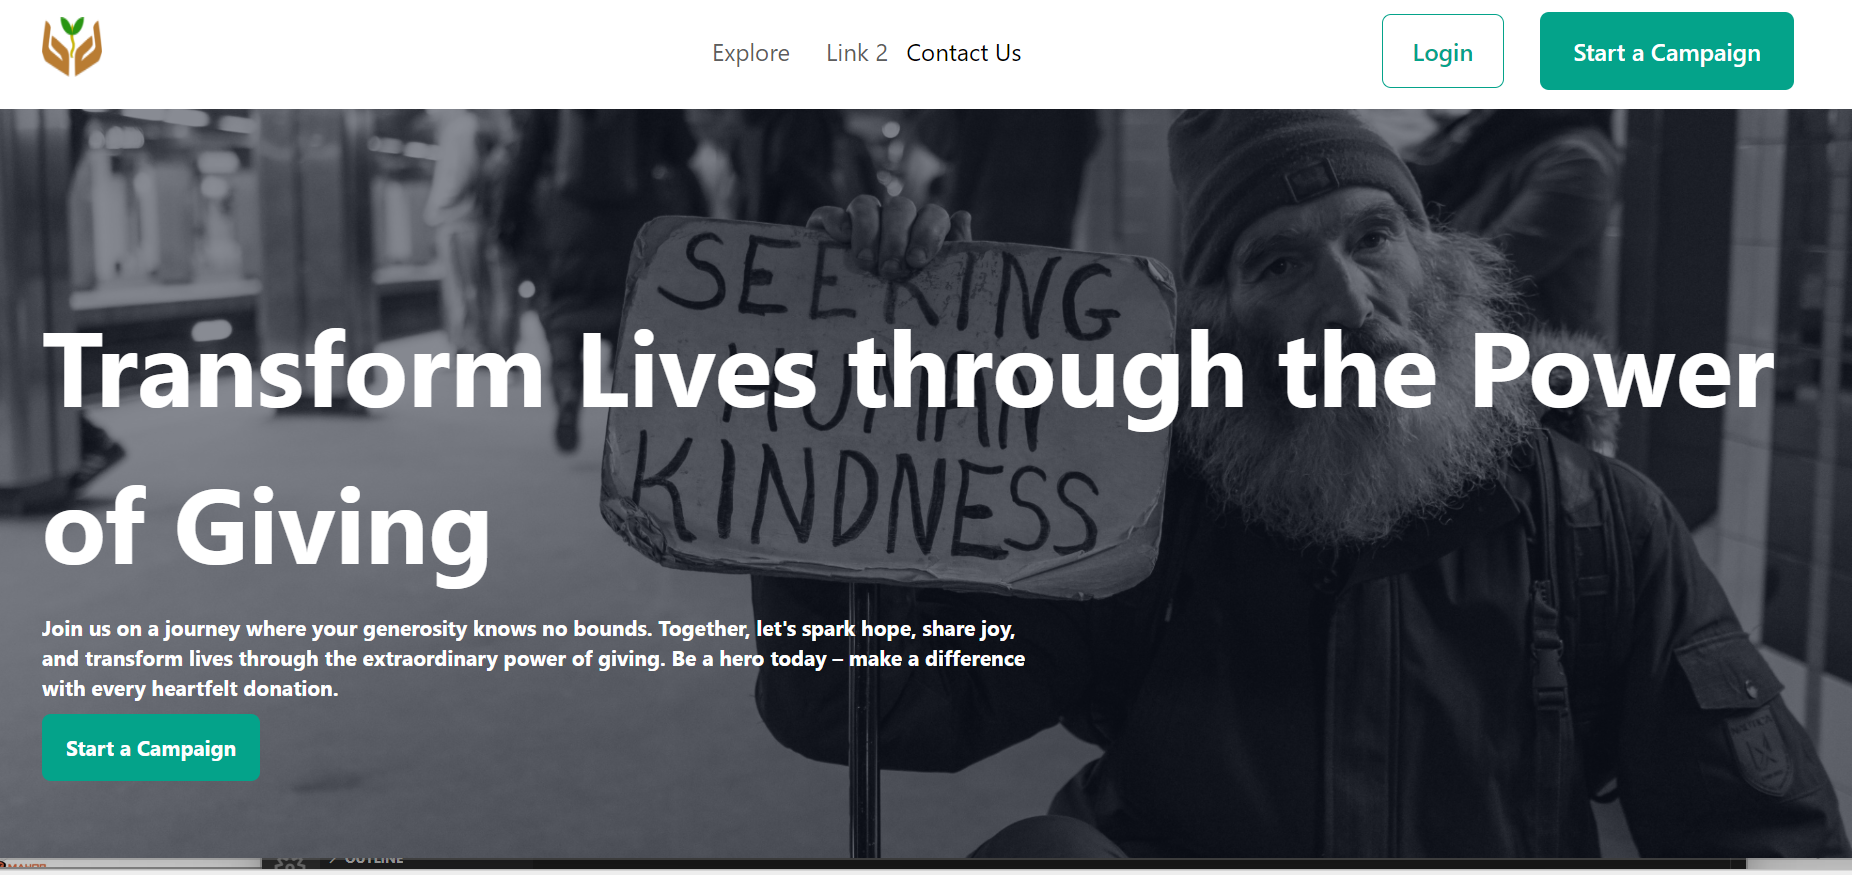 Explore Link 2 Contact Us Login Start a Campaign
SEEKING
HUMAN
KINDNESS
Transform Lives through the Power
of Giving
Join us on a journey where your generosity knows no bounds. Together, let's spark hope, share joy,
and transform lives through the extraordinary power of giving. Be a hero today – make a difference
with every heartfelt donation.
Start a Campaign
OUTLINE